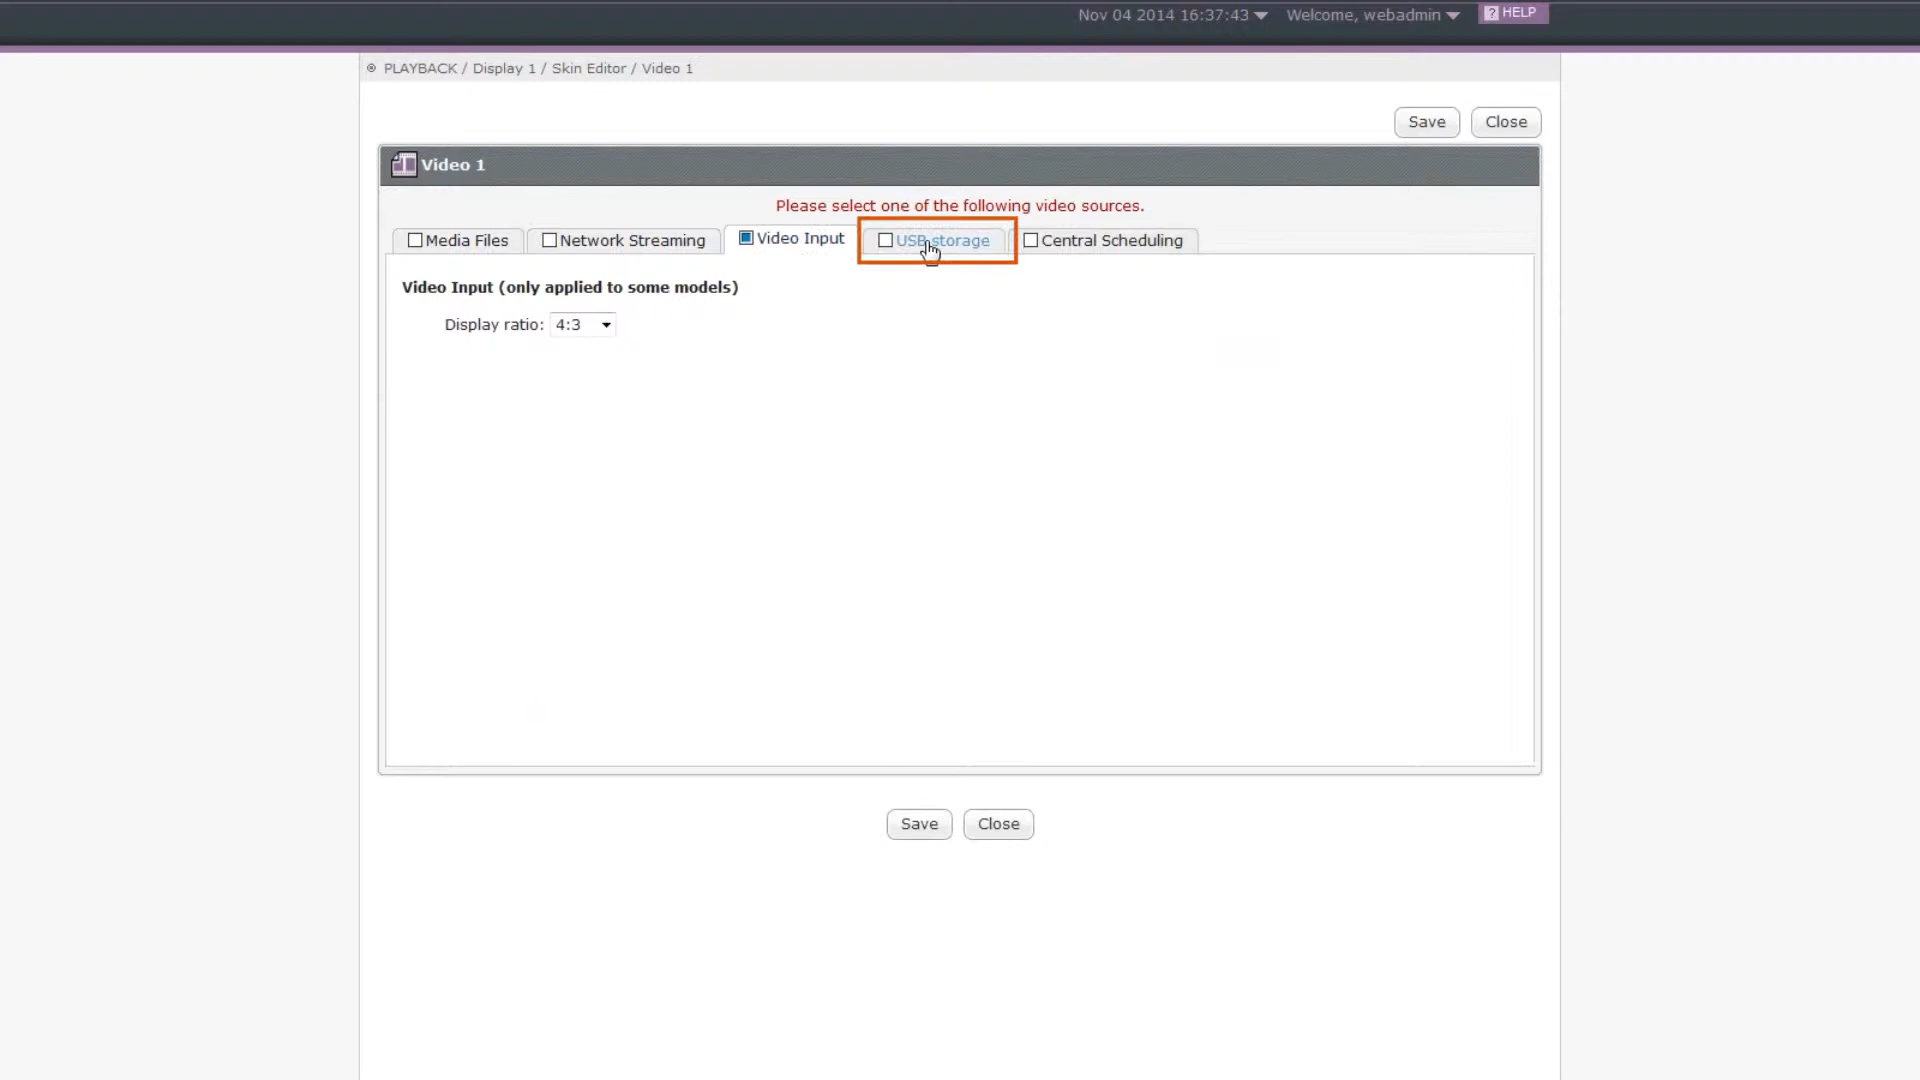 Nov 04 2014 16:37:43 Welcome, webadmin ? HELP
PLAYBACK / Display 1 / Skin Editor / Video 1
Save Close
Video 1
Please select one of the following video sources.
Media Files Network Streaming Video Input USB storage Central Scheduling
Video Input (only applied to some models)
Display ratio: 4:3
Save Close